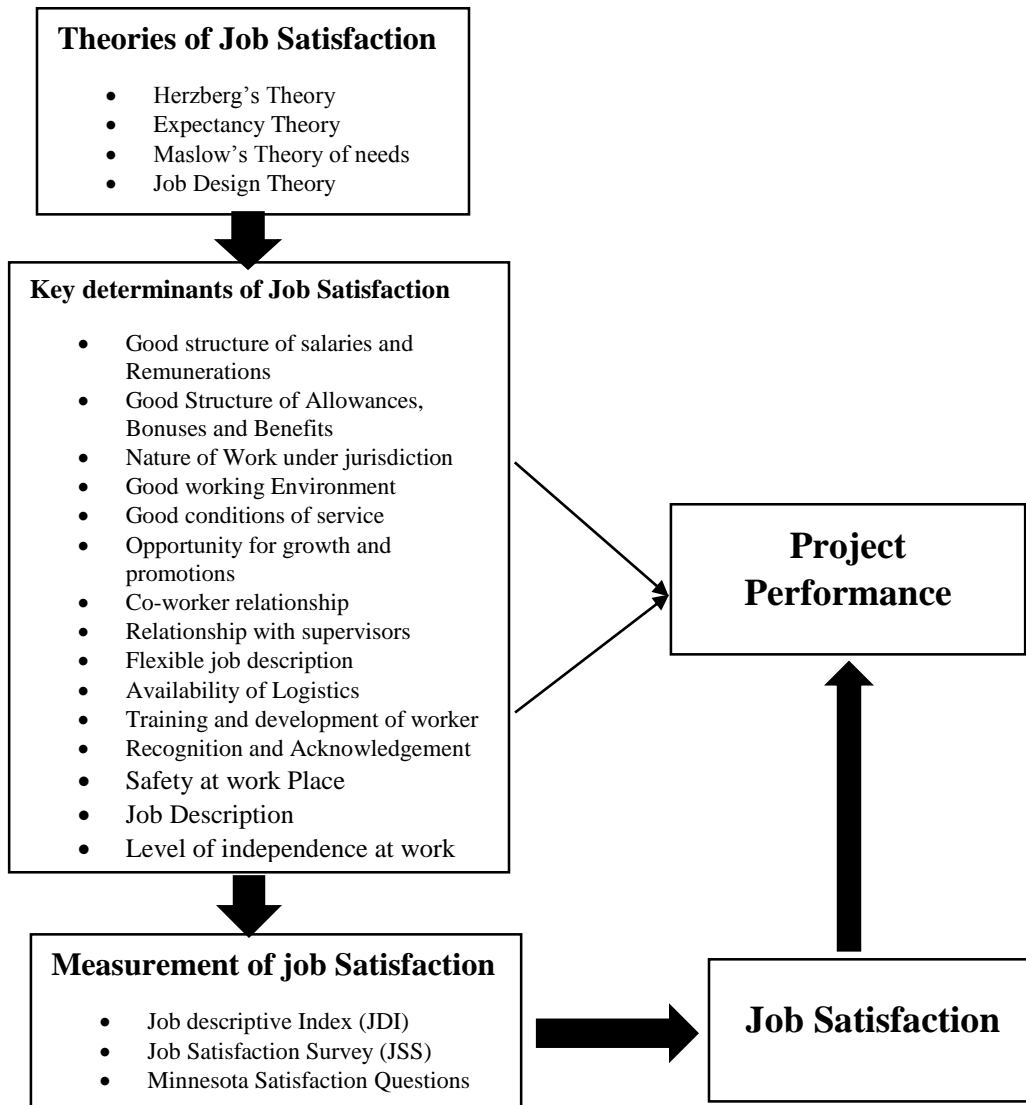 Theories of Job Satisfaction
• Herzberg’s Theory
• Expectancy Theory
• Maslow’s Theory of needs
• Job Design Theory
Key determinants of Job Satisfaction
• Good structure of salaries and
Remunerations
• Good Structure of Allowances,
Bonuses and Benefits
• Nature of Work under jurisdiction
• Good working Environment
• Good conditions of service
• Opportunity for growth and
promotions
• Co-worker relationship
• Relationship with supervisors
• Flexible job description
• Availability of Logistics
• Training and development of worker
• Recognition and Acknowledgement
• Safety at work Place
• Job Description
• Level of independence at work
Project
Performance
Measurement of job Satisfaction
• Job descriptive Index (JDI)
• Job Satisfaction Survey (JSS)
• Minnesota Satisfaction Questions
Job Satisfaction